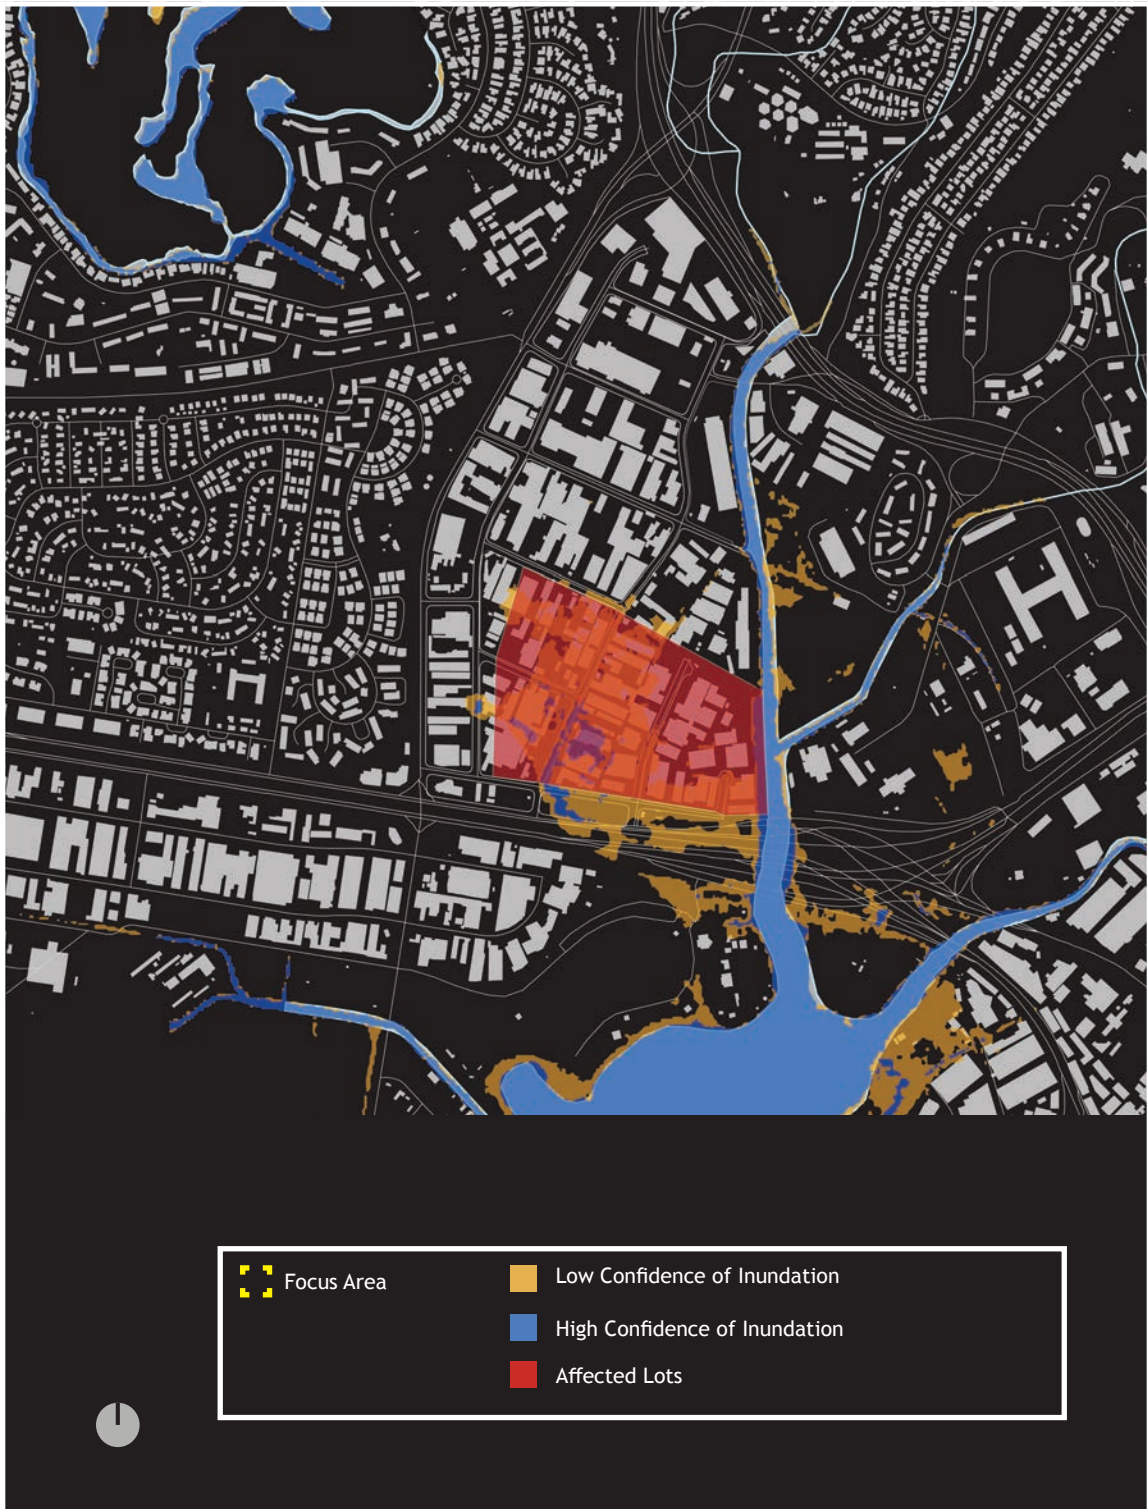 Focus Area
Low Confidence of Inundation
High Confidence of Inundation
Affected Lots